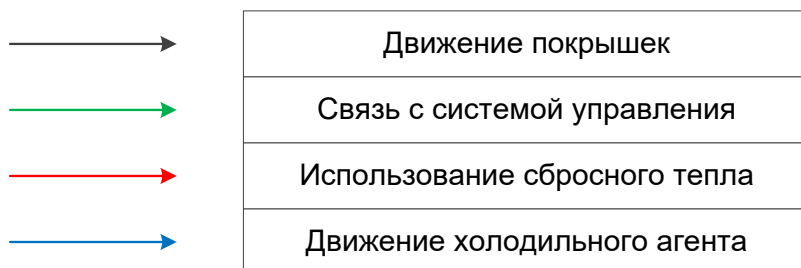 Движение покрышек
Связь с системой управления
Использование сбросного тепла
Движение холодильного агента